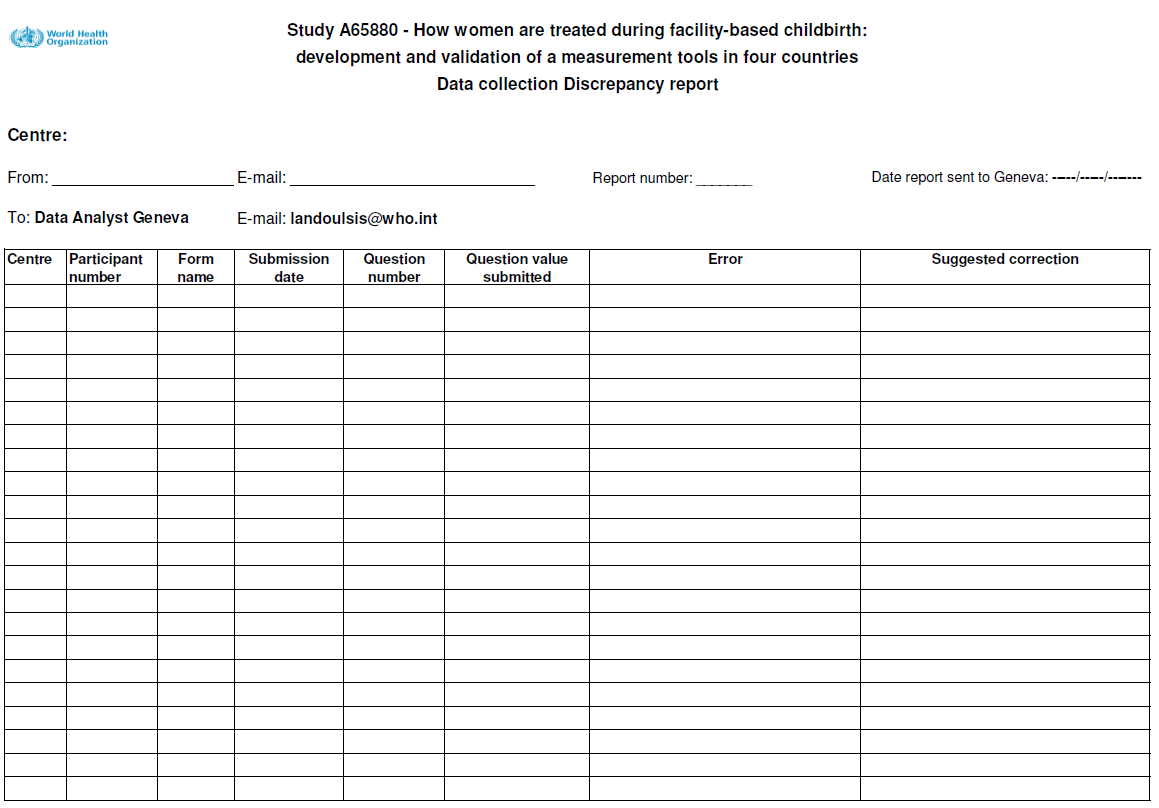 World Health
Organization
Study A65880 - How women are treated during facility-based childbirth:
development and validation of a measurement tools in four countries
Data collection Discrepancy report
Centre:
From: _____________________ E-mail: ____________________________ Report number: _______ Date report sent to Geneva: -----/-----/-------
To: Data Analyst Geneva E-mail: landoulsis@who.int
Centre Participant number Form name Submission date Question number Question value submitted Error Suggested correction